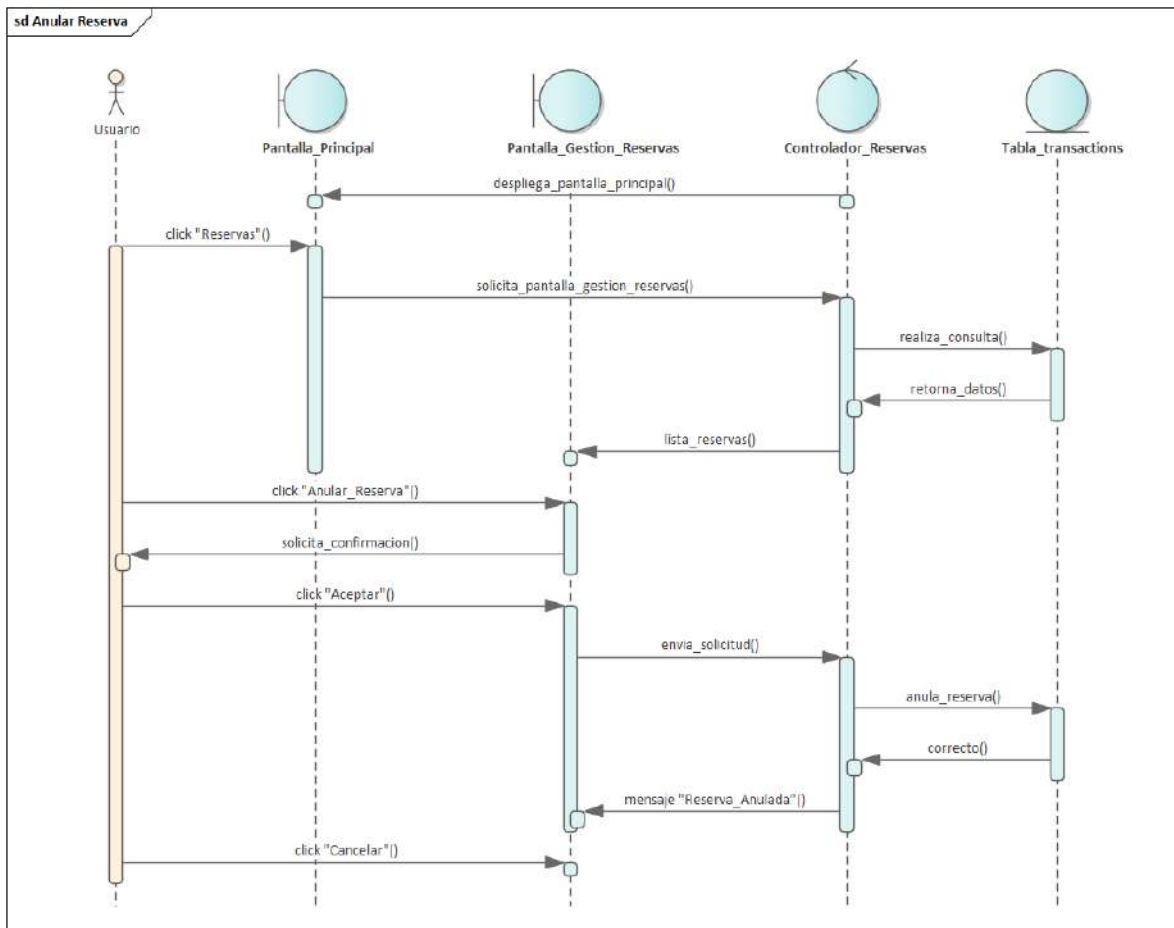 sd Anular Reserva
Usuario
Pantalla_Principal
Pantalla_Gestion_Reservas
Controlador_Reservas
Tabla_transactions
despliega_pantalla_principal()
click "Reservas"()
solicita_pantalla_gestion_reservas()
realiza_consulta()
retorna_datos()
lista_reservas()
click "Anular_Reserva"()
solicita_confirmacion()
click "Aceptar"()
envia_solicitud()
anula_reserva()
correcto()
mensaje "Reserva_Anulada"()
click "Cancelar"()